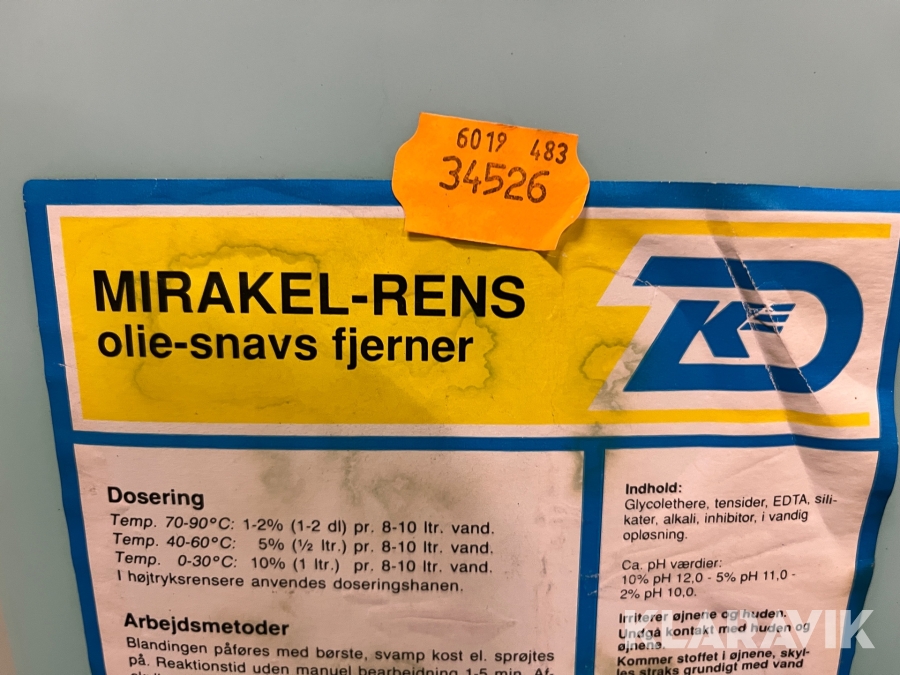 6019 483
34526
MIRAKEL-RENS
olie-snavs fjerner
Dosering
Temp. 70-90°C: 1-2% (1-2 dl) pr. 8-10 ltr. vand.
Temp. 40-60°C: 5% (½ ltr.) pr. 8-10 ltr. vand.
Temp. 0-30°C: 10% (1 ltr.) pr. 8-10 ltr. vand.
I højtryksrensere anvendes doseringshanen.
Arbejdsmetoder
Blandingen påføres med børste, svamp kost el. sprøjtes
på. Reaktionstid uden manuel bearbejdning 1-5 min. Af-
Indhold:
Glycolethere, tensider, EDTA, sili-
kater, alkali, inhibitor, i vandig
opløsning.
Ca. pH værdier:
10% pH 12,0 - 5% pH 11,0 -
2% pH 10,0.
Irriterer øjnene og huden.
Undgå kontakt med huden og
øjnene.
Kommer stoffet i øjnene, skyl-
les straks grundigt med vand
KLARAVIK